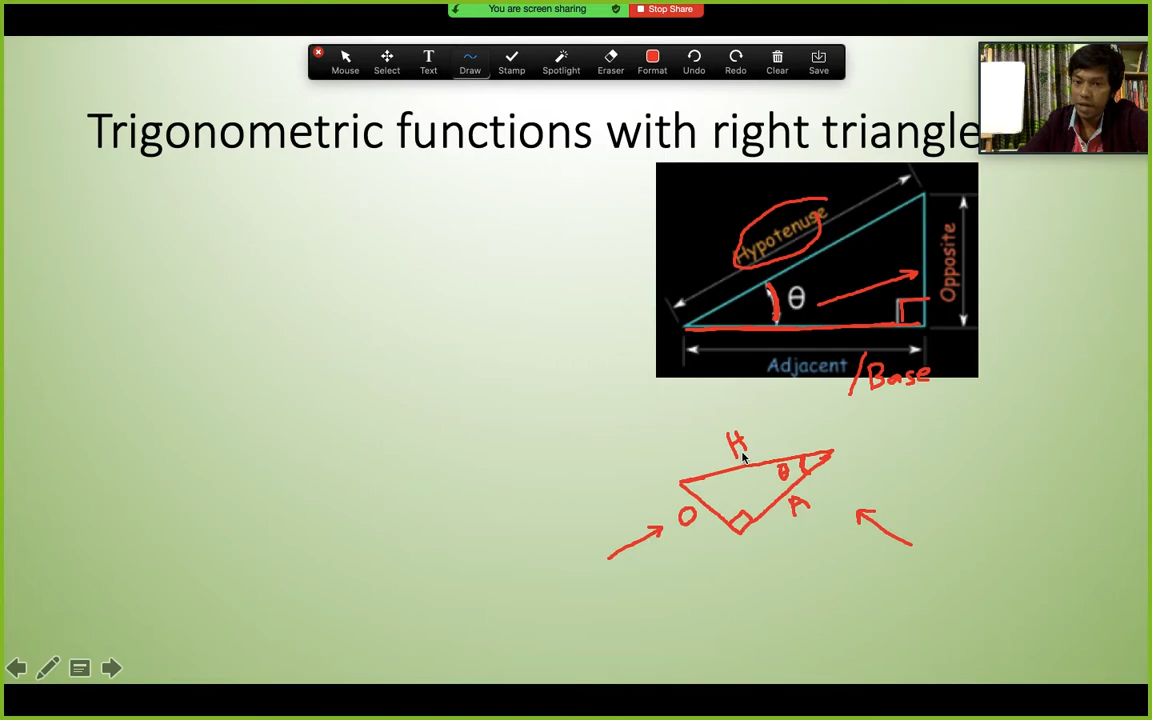 You are screen sharing
Stop Share
Mouse Select Text Draw Stamp Spotlight Eraser Format Undo Redo Clear Save
Trigonometric functions with right triangle
Hypotenuse
θ
Opposite
Adjacent
/Base
H
θ
O
A